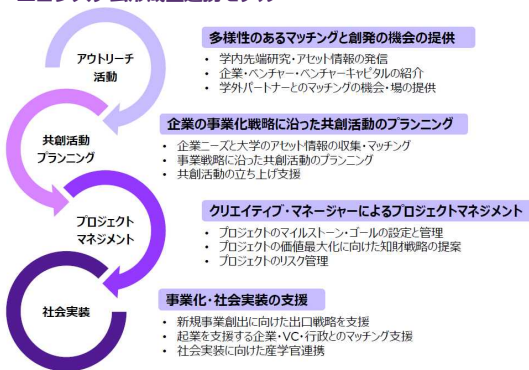 アウトリーチ
活動
多様性のあるマッチングと創発の機会の提供
• 学内先端研究・アセット情報の発信
• 企業・ベンチャー・ベンチャーキャピタルの紹介
• 学外パートナーとのマッチングの機会・場の提供
共創活動
プランニング
企業の事業化戦略に沿った共創活動のプランニング
• 企業ニーズと大学のアセット情報の収集・マッチング
• 事業戦略に沿った共創活動のプランニング
• 共創活動の立ち上げ支援
プロジェクト
マネジメント
クリエイティブ・マネージャーによるプロジェクトマネジメント
• プロジェクトのマイルストーン・ゴールの設定と管理
• プロジェクトの価値最大化に向けた知財戦略の提案
• プロジェクトのリスク管理
社会実装
事業化・社会実装の支援
• 新規事業創出に向けた出口戦略を支援
• 起業を支援する企業・VC・行政とのマッチング支援
• 社会実装に向けた産学官連携